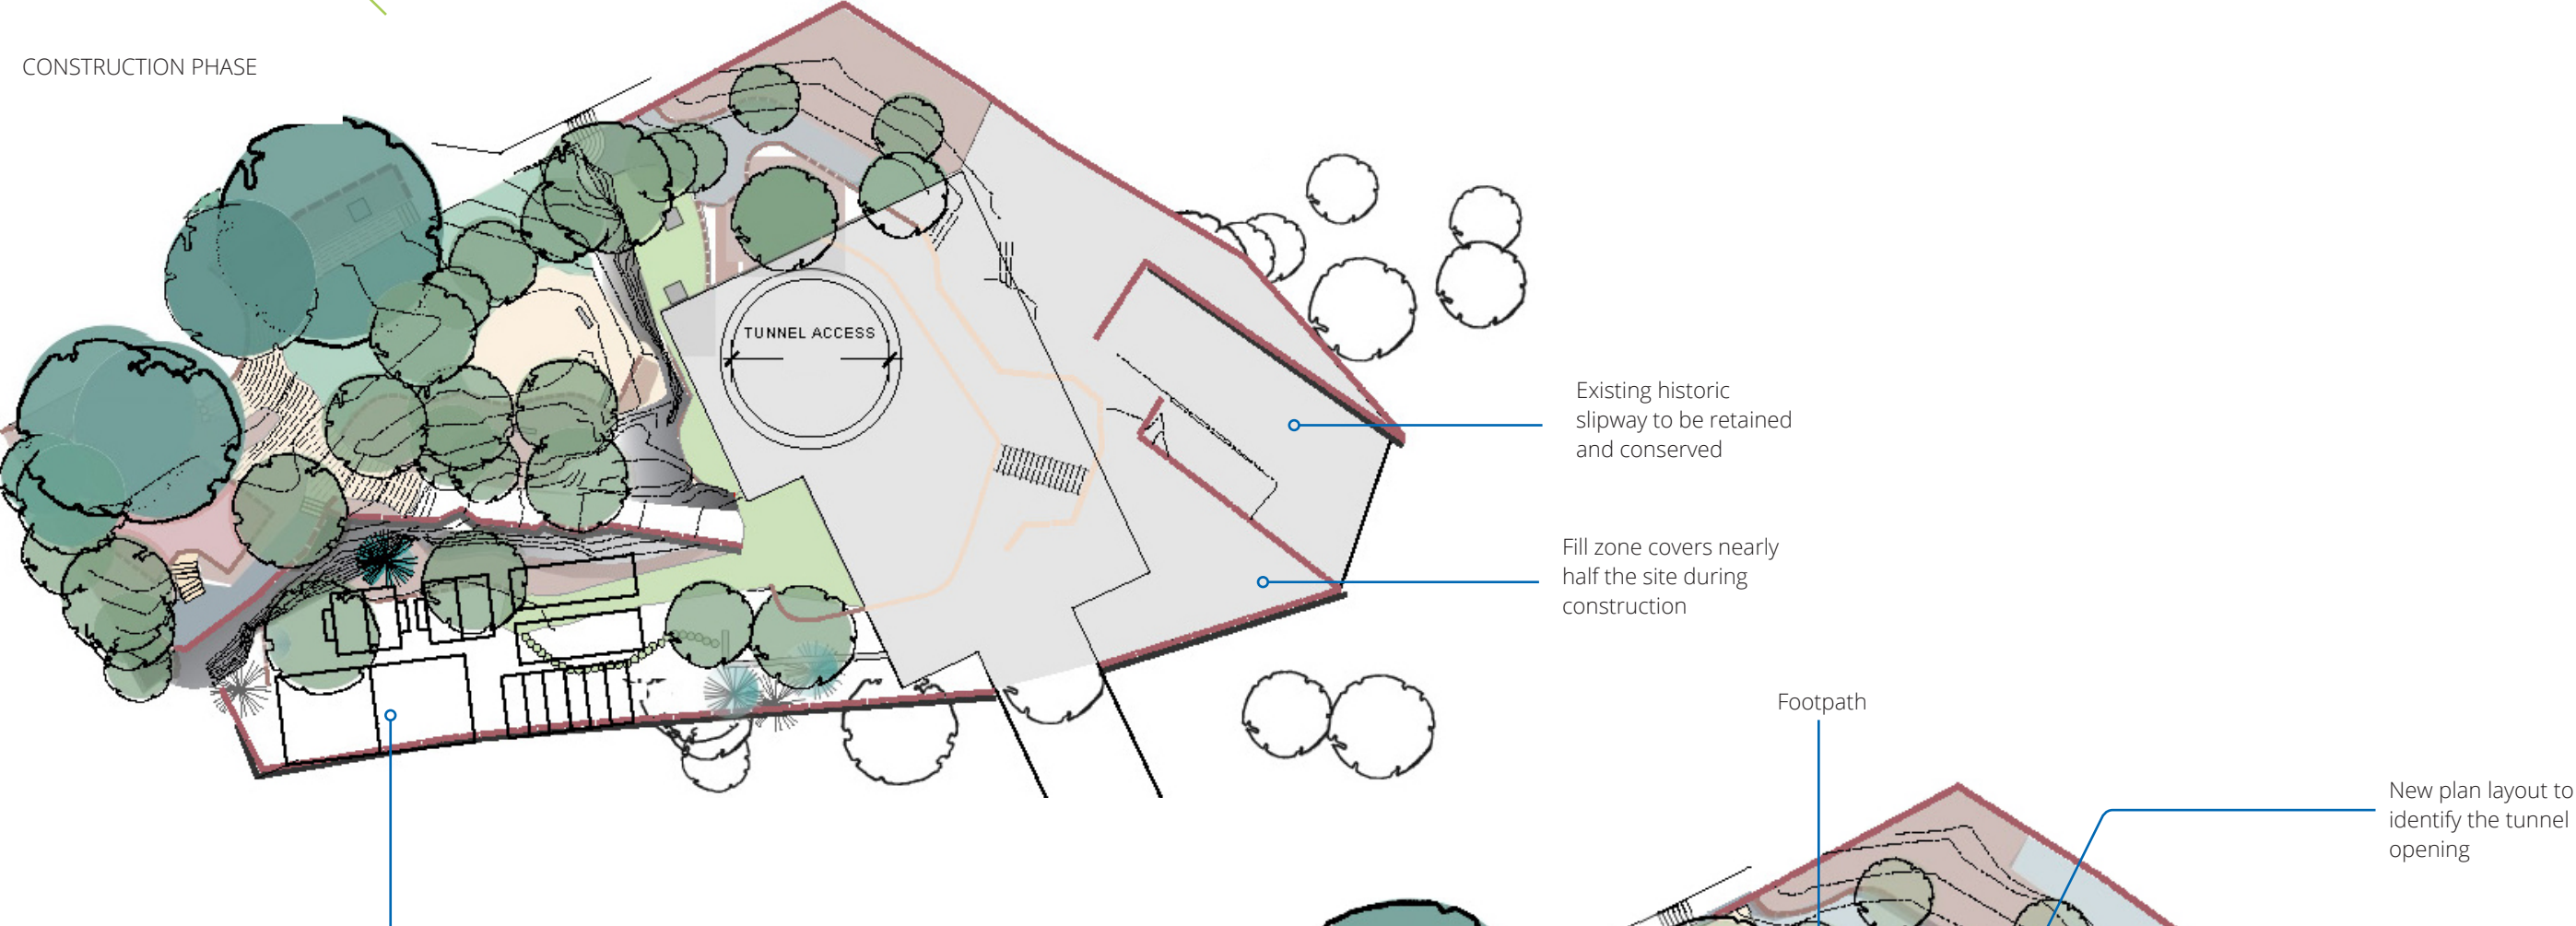 CONSTRUCTION PHASE
TUNNEL ACCESS
Existing historic
slipway to be retained
and conserved
Fill zone covers nearly
half the site during
construction
Footpath
New plan layout to
identify the tunnel
opening